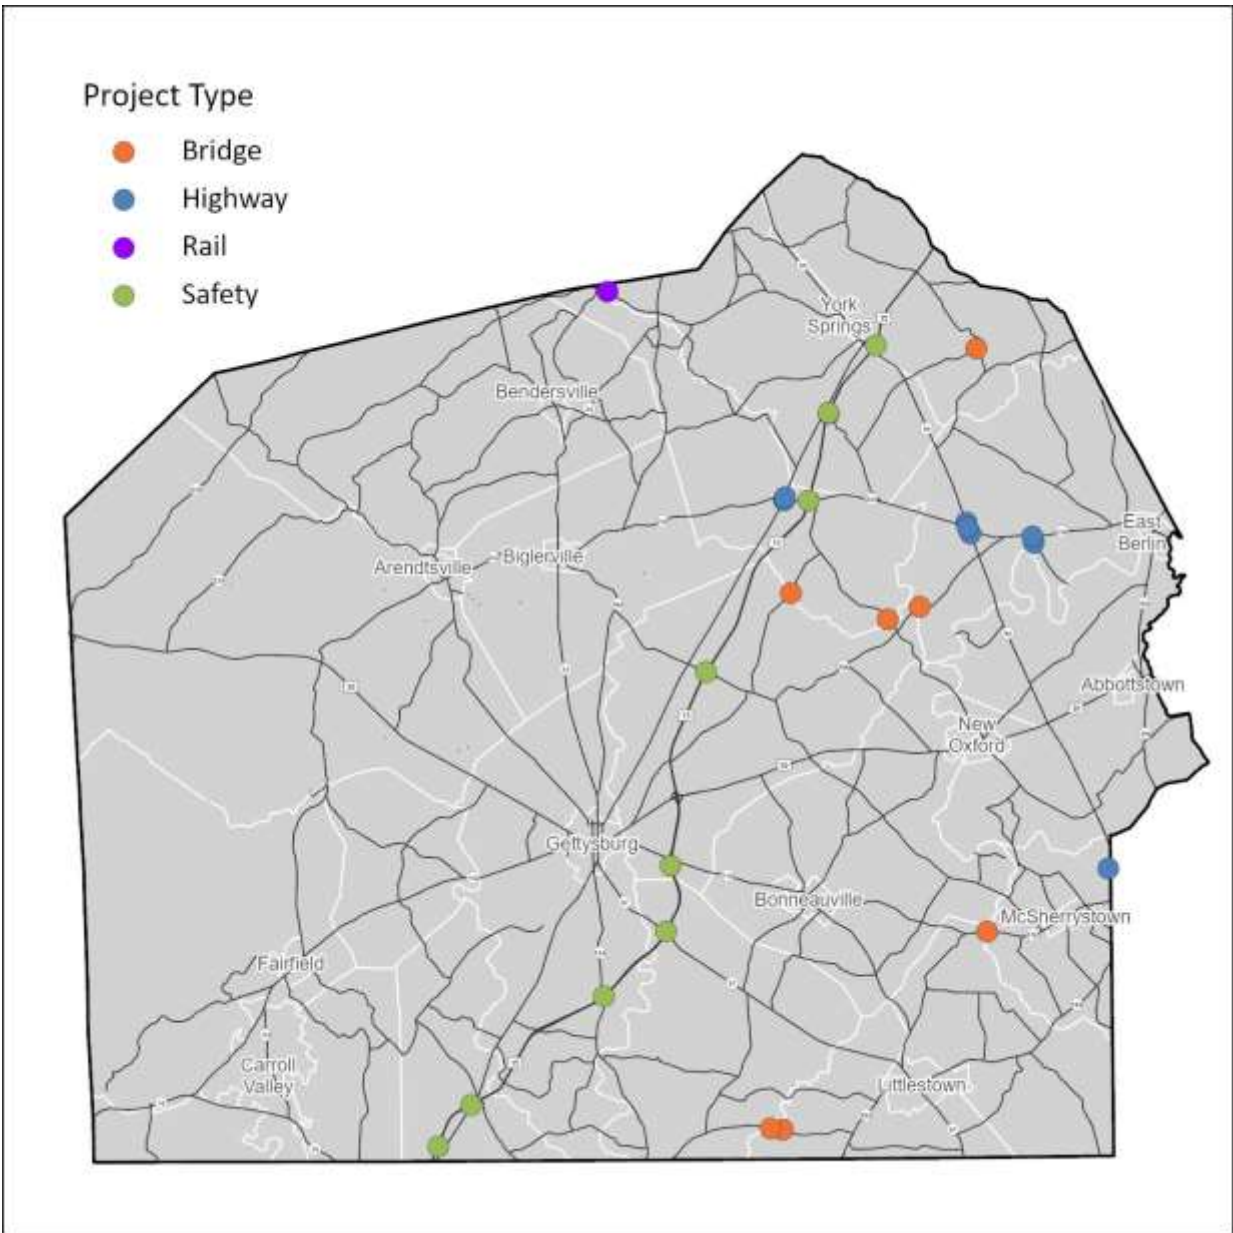 Project Type
Bridge
Highway
Rail
Safety
York
Springs
Bendersville
East
Berlin
Arendtsville
Biglerville
Abbottstown
New
Oxford
Gettysburg
Bonneauville
McSherrystown
Fairfield
Carroll
Valley
Littlestown